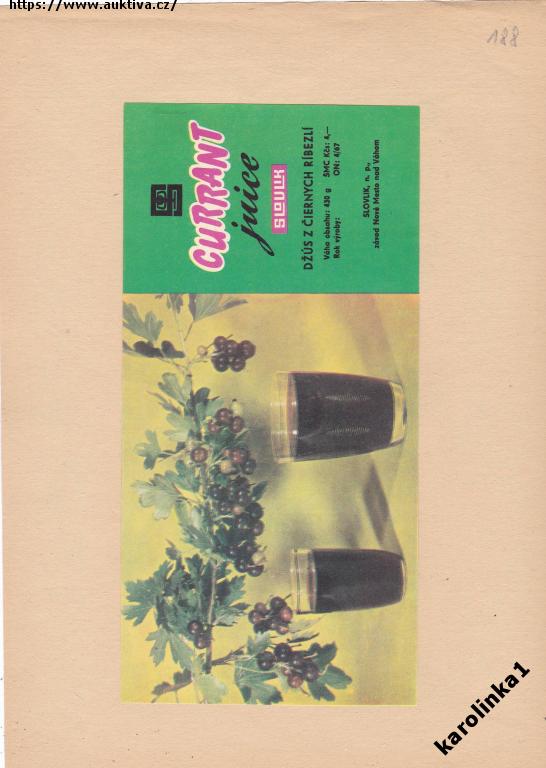 https://www.auktiva.cz/
188
CURRANT
juice
SLOVLIK
DŽÚS Z ČIERNYCH RÍBEZLÍ
Váha obsahu: 430 g SMC Kčs: 4,—
Rok výroby: ON: 4/67
SLOVLIK, n. p.,
závod Nové Mesto nad Váhom
karolinka1